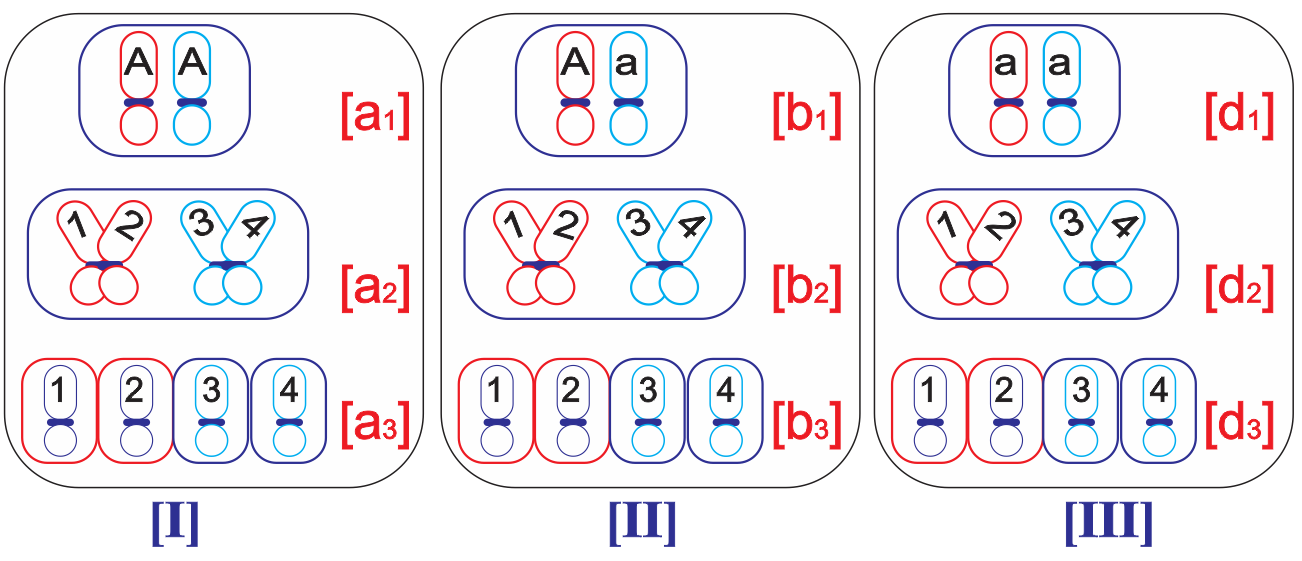 A A
[a1]
1 2 3 4
[a2]
1 2 3 4
[a3]
[I]
A a
[b1]
1 2 3 4
[b2]
1 2 3 4
[b3]
[II]
a a
[d1]
1 2 3 4
[d2]
1 2 3 4
[d3]
[III]